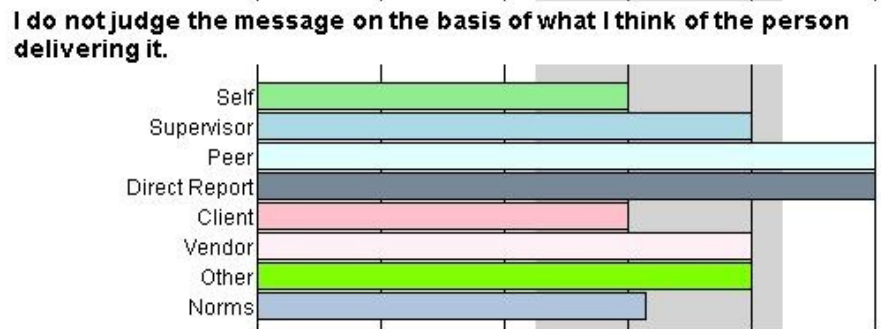 I do not judge the message on the basis of what I think of the person
delivering it.
Self
Supervisor
Peer
Direct Report
Client
Vendor
Other
Norms